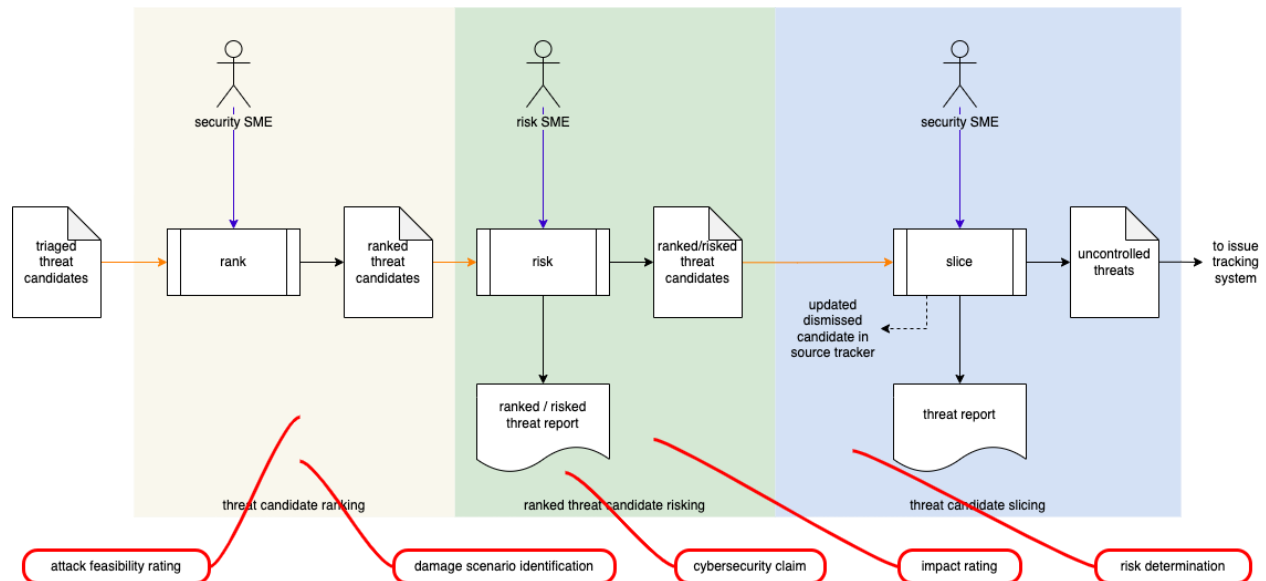 security SME
risk SME
security SME
triaged
threat
candidates
rank
ranked
threat
candidates
risk
ranked/risked
threat
candidates
slice
uncontrolled
threats
to issue
tracking
system
updated
dismissed
candidate in
source tracker
ranked / risked
threat report
threat report
threat candidate ranking
ranked threat candidate risking
threat candidate slicing
attack feasibility rating
damage scenario identification
cybersecurity claim
impact rating
risk determination